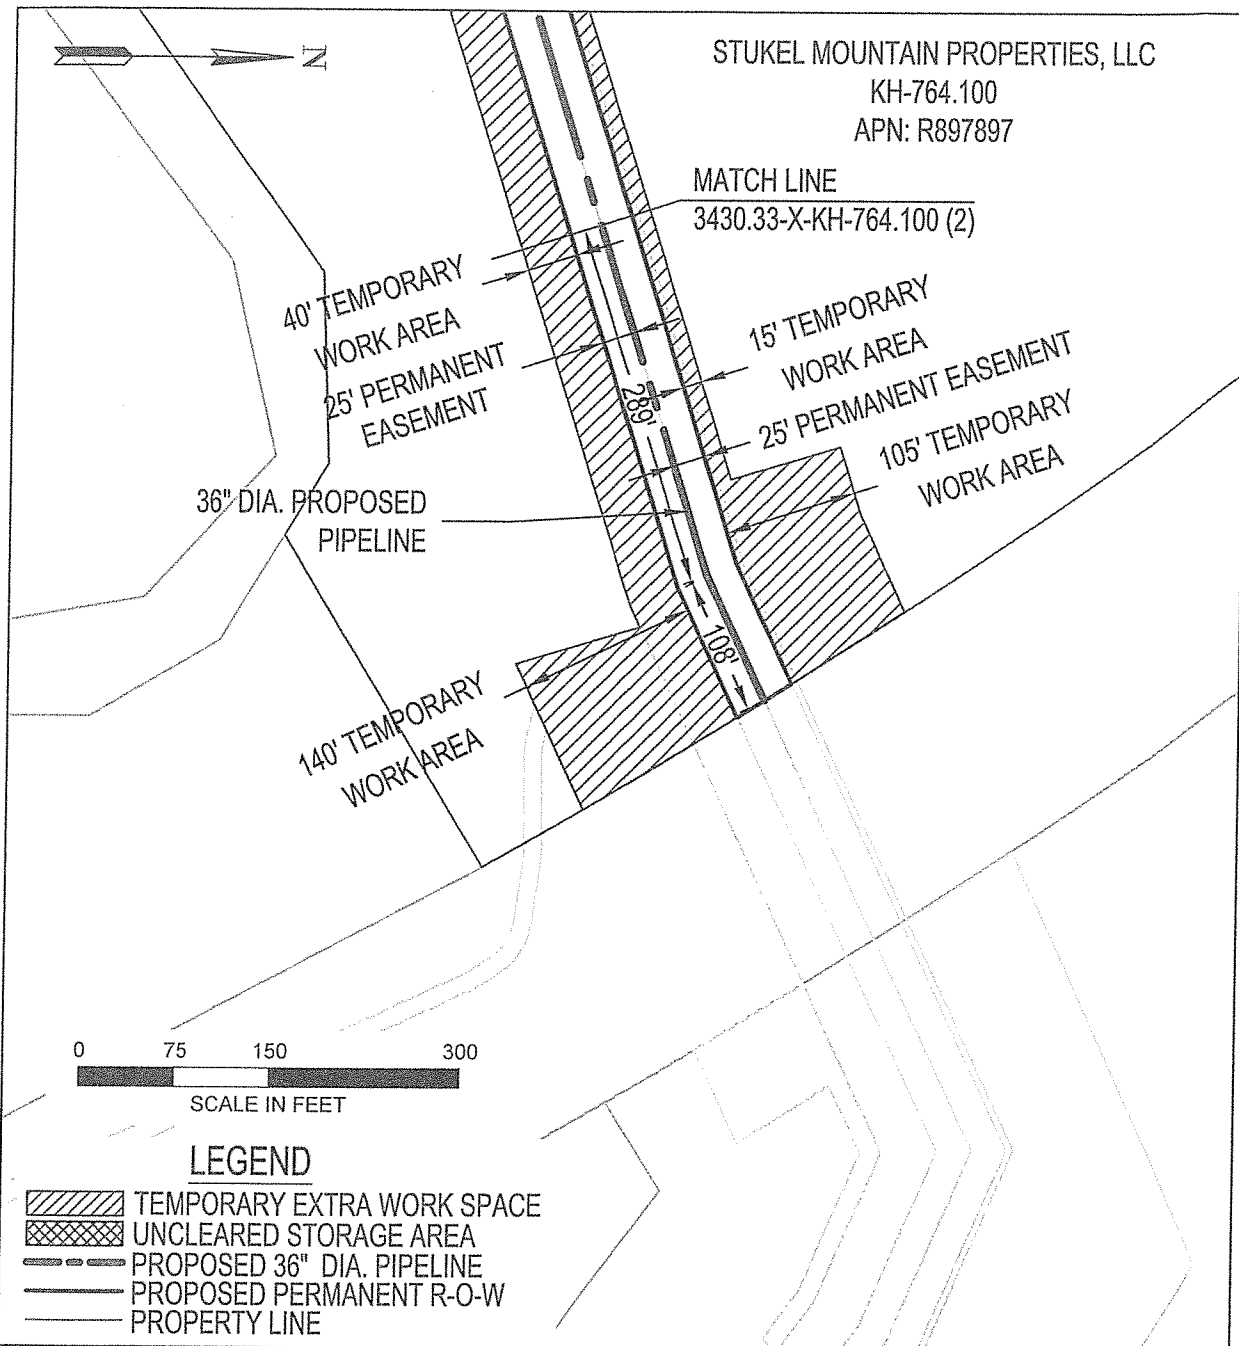 N
STUKEL MOUNTAIN PROPERTIES, LLC
KH-764.100
APN: R897897
MATCH LINE
3430.33-X-KH-764.100 (2)
40' TEMPORARY
WORK AREA
25' PERMANENT
EASEMENT
15' TEMPORARY
WORK AREA
25' PERMANENT EASEMENT
105' TEMPORARY
WORK AREA
289'
36" DIA. PROPOSED
PIPELINE
108'
140' TEMPORARY
WORK AREA
0 75 150 300
SCALE IN FEET
LEGEND
TEMPORARY EXTRA WORK SPACE
UNCLEARED STORAGE AREA
PROPOSED 36" DIA. PIPELINE
PROPOSED PERMANENT R-O-W
PROPERTY LINE